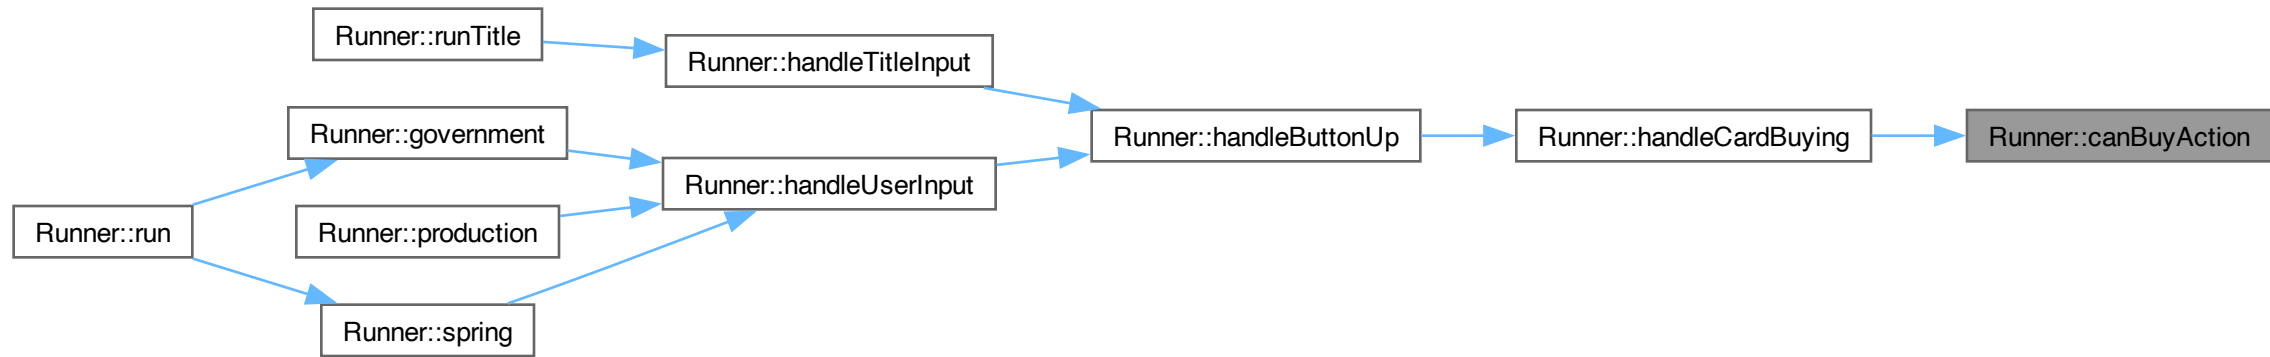 Runner::runTitle
Runner::handleTitleInput
Runner::government
Runner::handleButtonUp
Runner::handleCardBuying
Runner::canBuyAction
Runner::handleUserInput
Runner::run
Runner::production
Runner::spring